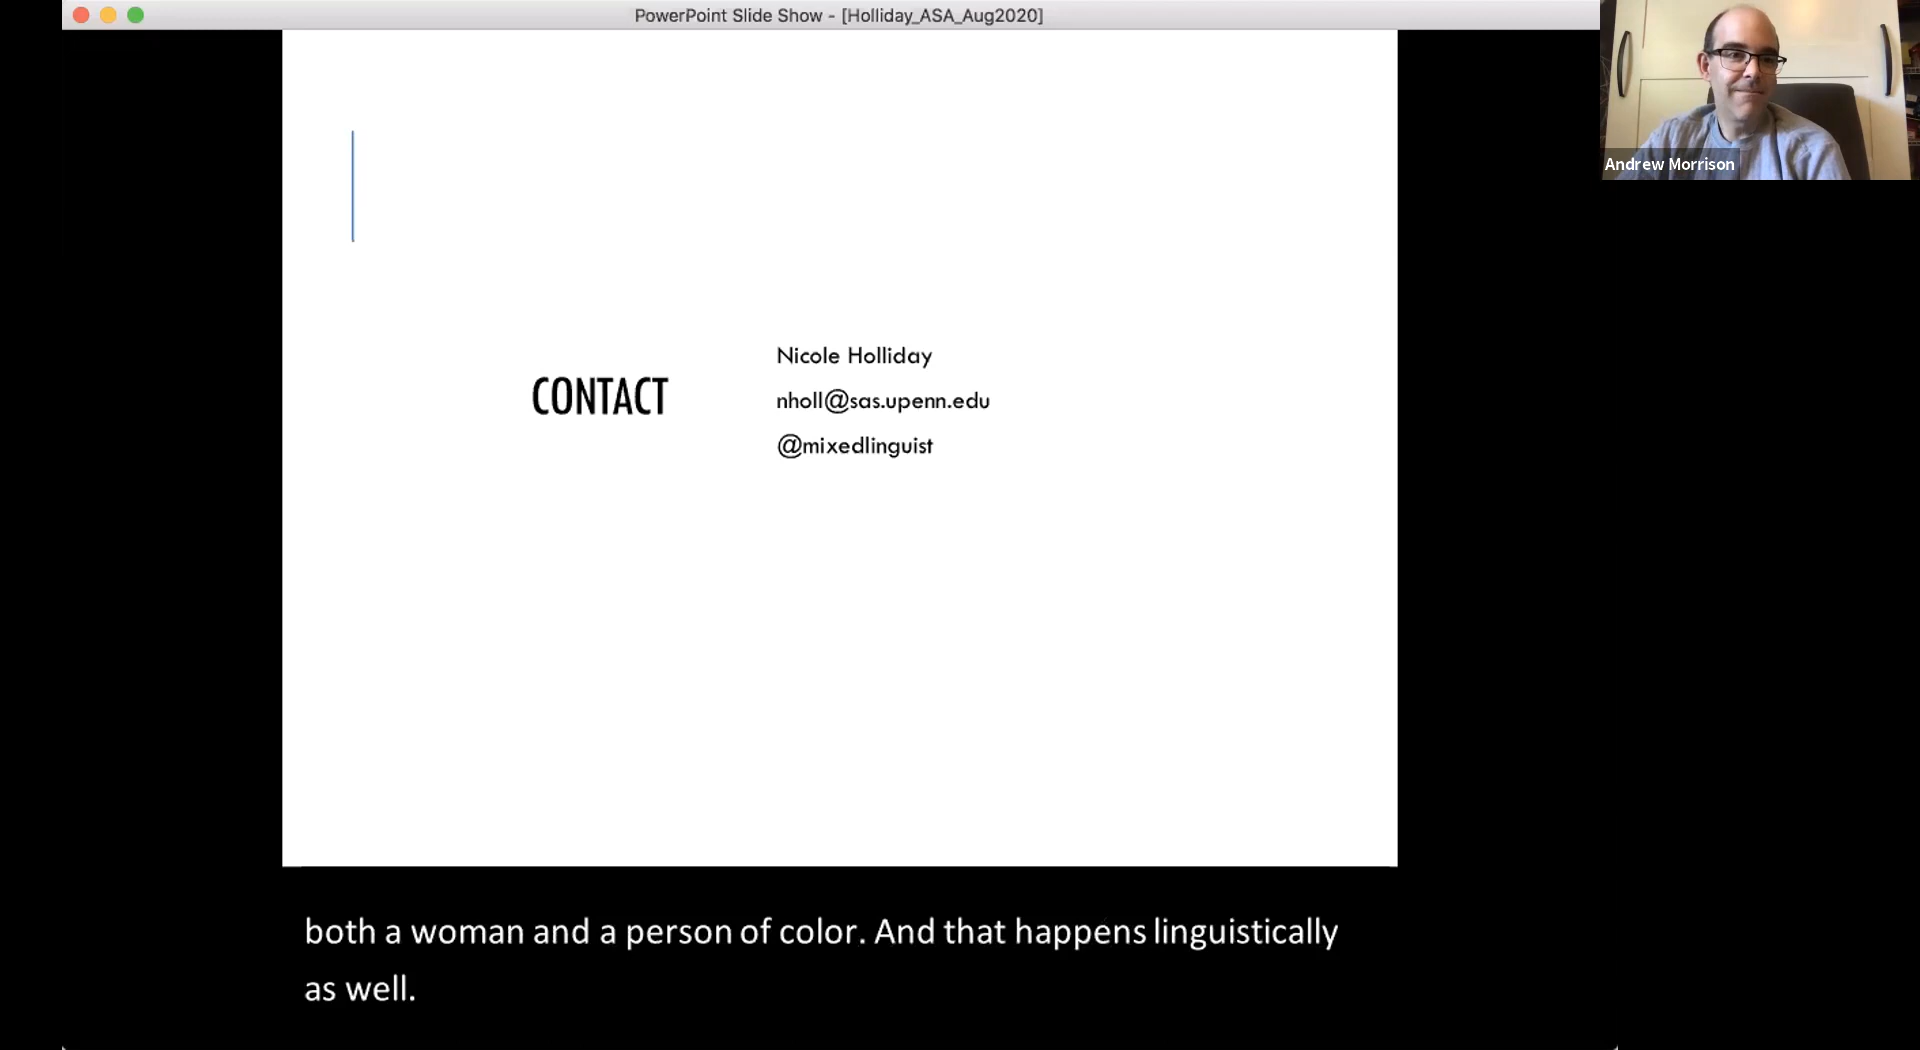 PowerPoint Slide Show - [Holliday_ASA_Aug2020]
Andrew Morrison
CONTACT
Nicole Holliday
nholl@sas.upenn.edu
@mixedlinguist
both a woman and a person of color. And that happens linguistically
as well.